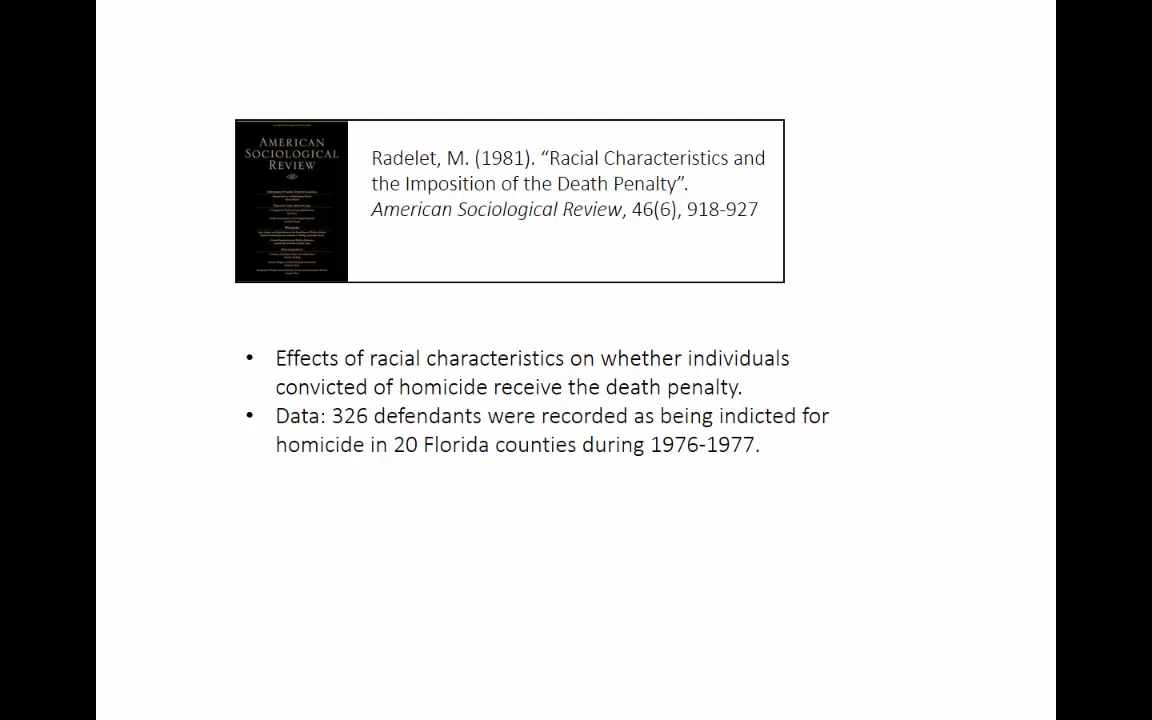 AMERICAN
SOCIOLOGICAL
REVIEW
Radelet, M. (1981). “Racial Characteristics and
the Imposition of the Death Penalty”.
American Sociological Review, 46(6), 918-927
• Effects of racial characteristics on whether individuals
convicted of homicide receive the death penalty.
• Data: 326 defendants were recorded as being indicted for
homicide in 20 Florida counties during 1976-1977.